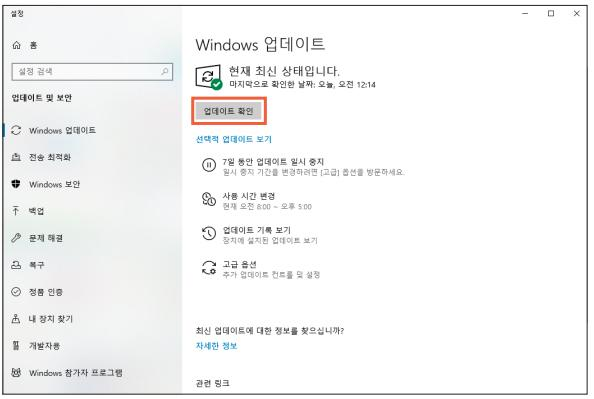 설정
홈
설정 검색
업데이트 및 보안
Windows 업데이트
전송 최적화
Windows 보안
백업
문제 해결
복구
정품 인증
내 장치 찾기
개발자용
Windows 참가자 프로그램
Windows 업데이트
현재 최신 상태입니다.
마지막으로 확인한 날짜: 오늘, 오전 12:14
업데이트 확인
선택적 업데이트 보기
7일 동안 업데이트 일시 중지
일시 중지 기간을 변경하려면 [고급] 옵션을 방문하세요.
사용 시간 변경
현재 오전 8:00 ~ 오후 5:00
업데이트 기록 보기
장치에 설치된 업데이트 보기
고급 옵션
추가 업데이트 컨트롤 및 설정
최신 업데이트에 대한 정보를 찾으십니까?
자세한 정보
관련 링크